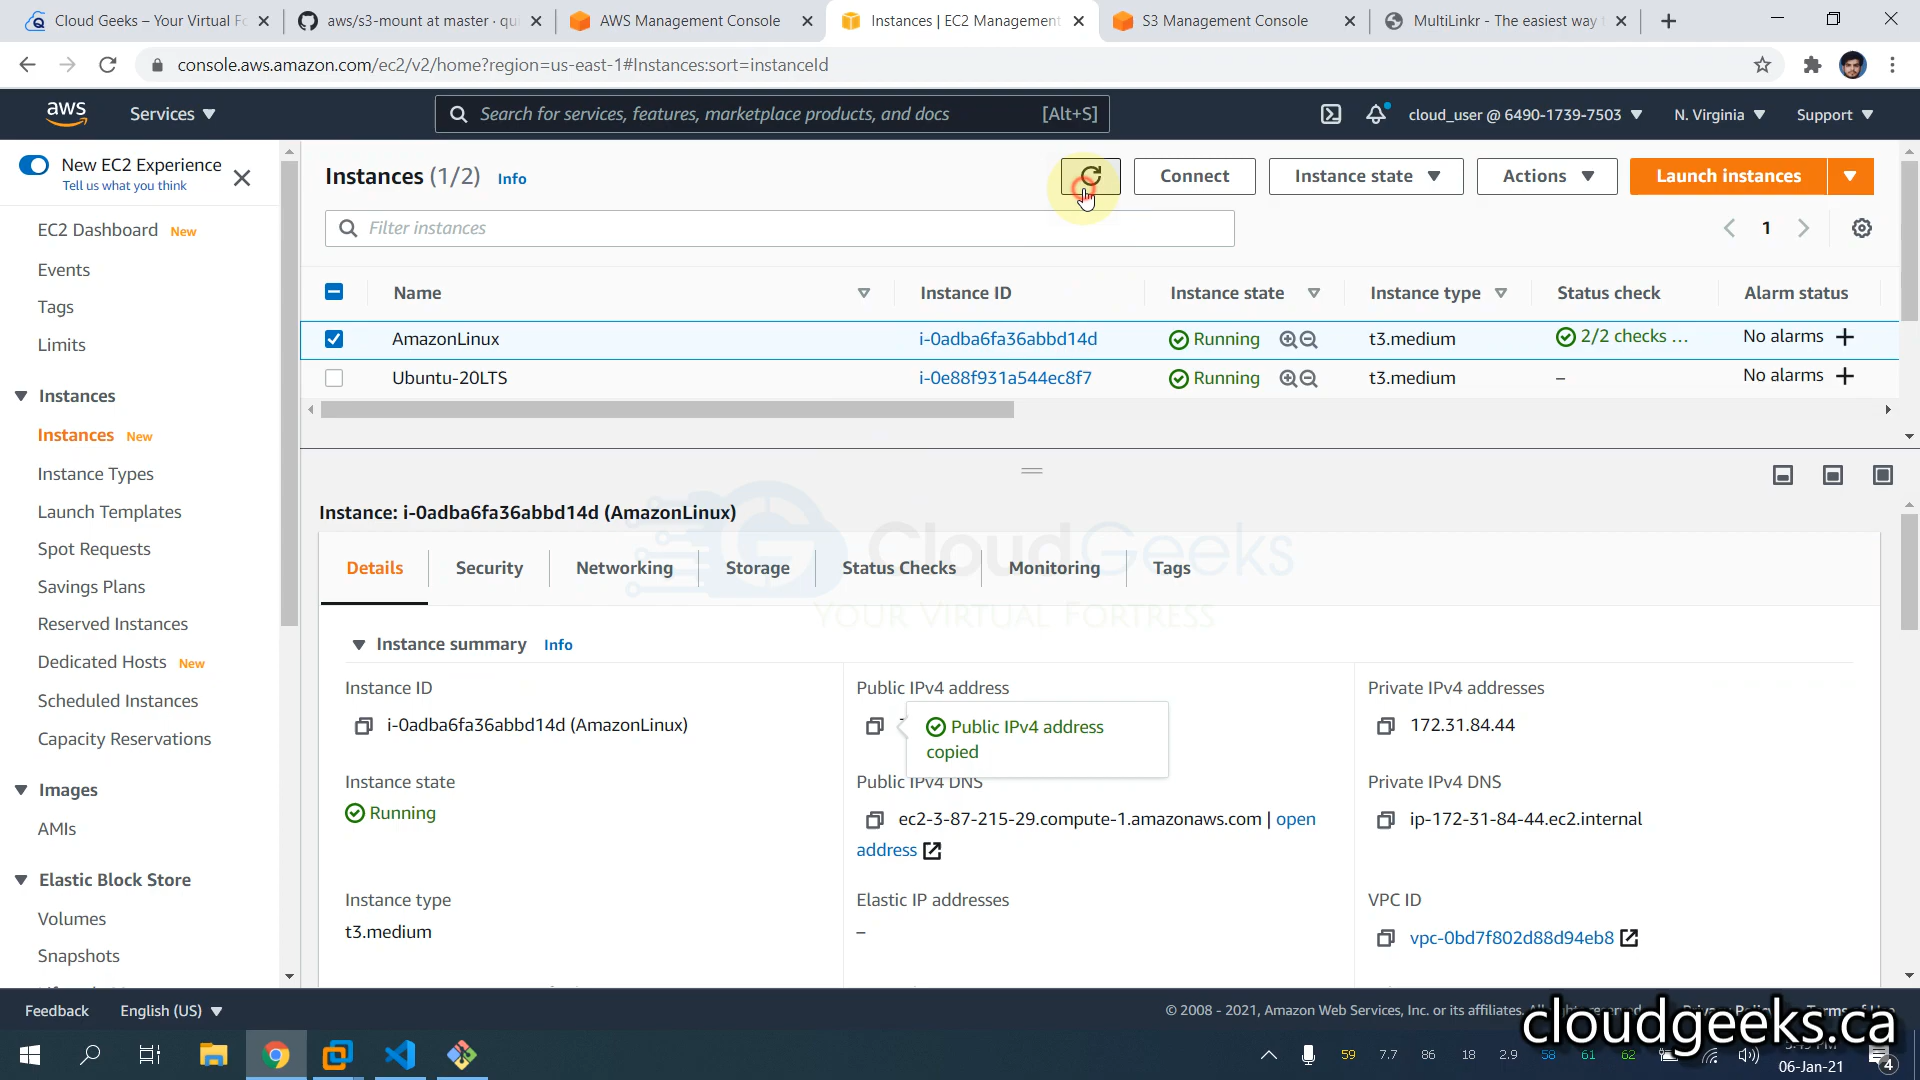 Cloud Geeks – Your Virtual Fo
aws/s3-mount at master · qu
AWS Management Console
Instances | EC2 Management
S3 Management Console
MultiLinkr - The easiest way
console.aws.amazon.com/ec2/v2/home?region=us-east-1#Instances:sort=instanceId
aws
Services
Search for services, features, marketplace products, and docs
[Alt+S]
cloud_user @ 6490-1739-7503
N. Virginia
Support
New EC2 Experience
Tell us what you think
EC2 Dashboard New
Events
Tags
Limits
Instances
Instances New
Instance Types
Launch Templates
Spot Requests
Savings Plans
Reserved Instances
Dedicated Hosts New
Scheduled Instances
Capacity Reservations
Images
AMIs
Elastic Block Store
Volumes
Snapshots
Instances (1/2) Info
Connect
Instance state
Actions
Launch instances
Filter instances
1
Name
Instance ID
Instance state
Instance type
Status check
Alarm status
AmazonLinux
i-0adba6fa36abbd14d
Running
t3.medium
2/2 checks ...
No alarms
Ubuntu-20LTS
i-0e88f931a544ec8f7
Running
t3.medium
–
No alarms
Instance: i-0adba6fa36abbd14d (AmazonLinux)
CloudGeeks
YOUR VIRTUAL FORTRESS
Details
Security
Networking
Storage
Status Checks
Monitoring
Tags
Instance summary Info
Instance ID
i-0adba6fa36abbd14d (AmazonLinux)
Public IPv4 address
Public IPv4 address
copied
Private IPv4 addresses
172.31.84.44
Instance state
Running
Public IPv4 DNS
ec2-3-87-215-29.compute-1.amazonaws.com | open
address
Private IPv4 DNS
ip-172-31-84-44.ec2.internal
Instance type
t3.medium
Elastic IP addresses
–
VPC ID
vpc-0bd7f802d88d94eb8
Feedback
English (US)
© 2008 - 2021, Amazon Web Services, Inc. or its affiliates.
cloudgeeks.ca
59
7.7
86
18
2.9
58
61
62
06-Jan-21
4